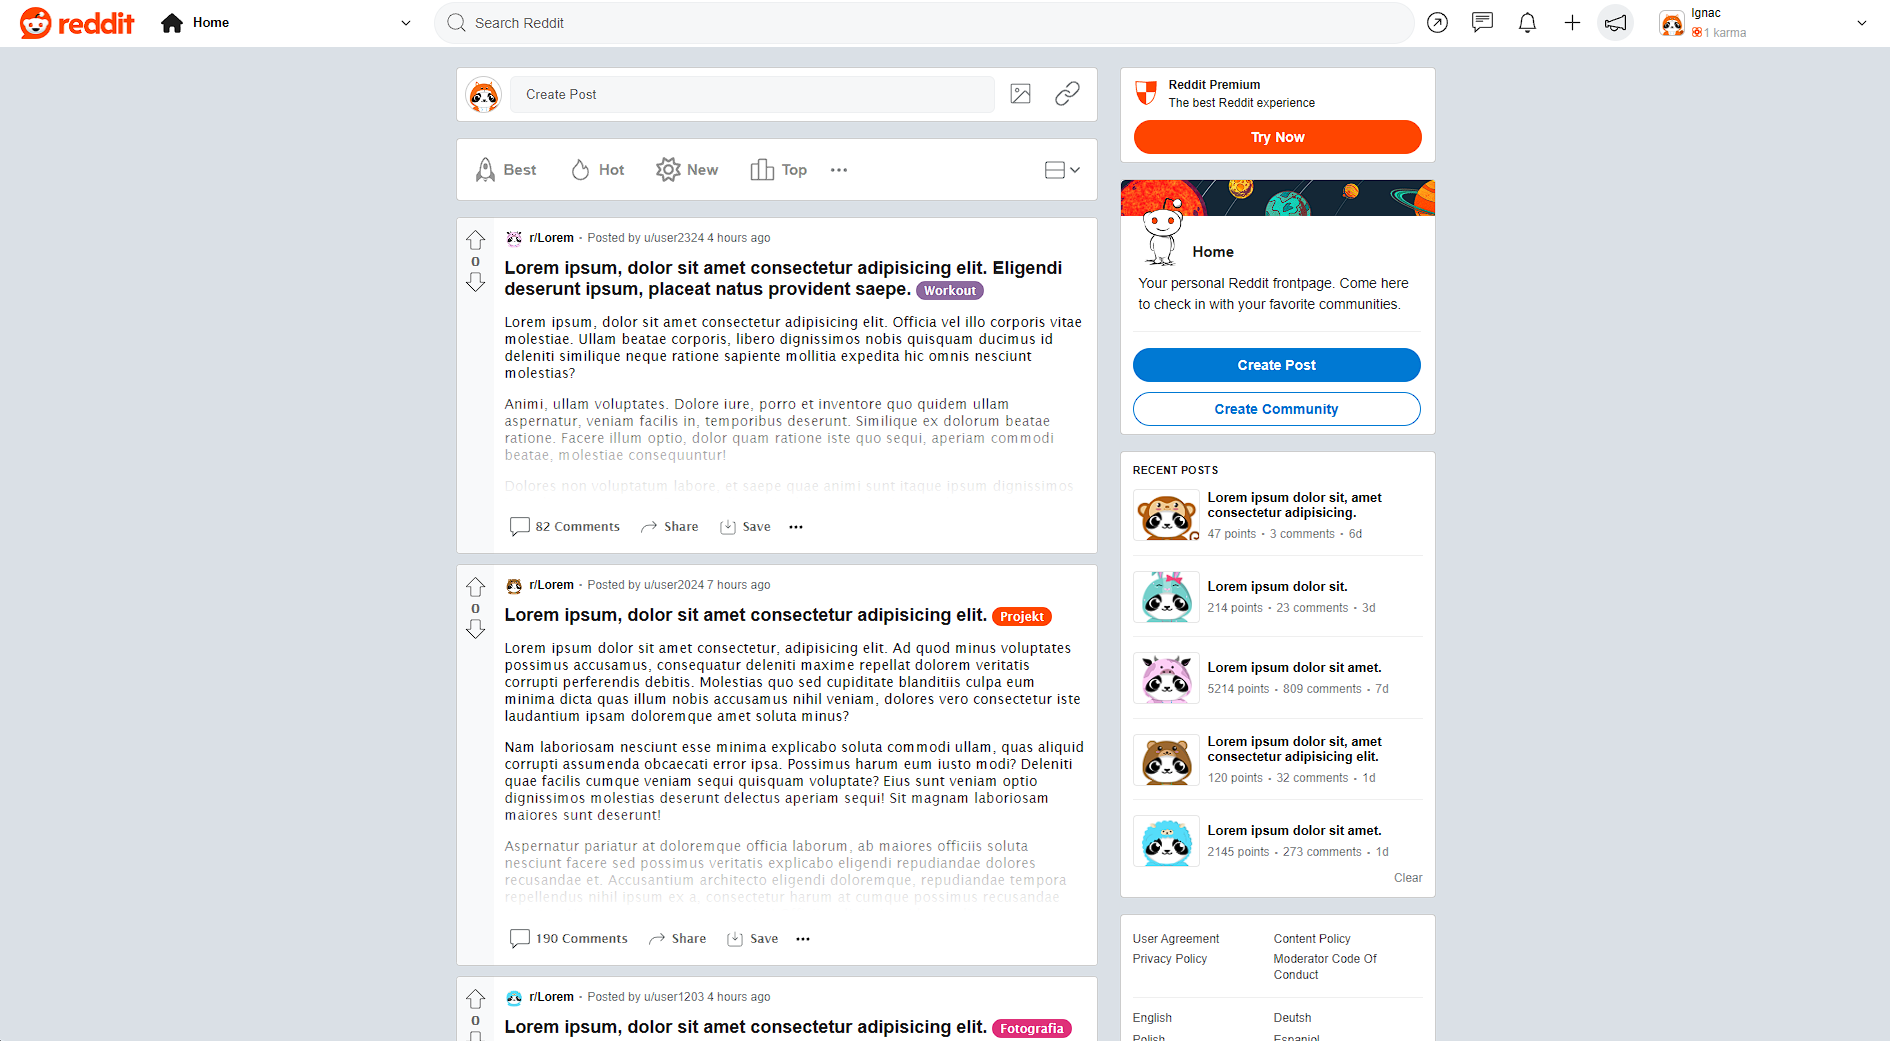 reddit
Home
Search Reddit
Ignac
1 karma
Create Post
Best
Hot
New
Top
r/Lorem - Posted by u/user2324 4 hours ago
0
Lorem ipsum, dolor sit amet consectetur adipisicing elit. Eligendi
deserunt ipsum, placeat natus provident saepe. Workout
Lorem ipsum, dolor sit amet consectetur adipisicing elit. Officia vel illo corporis vitae
molestiae. Ullam beatae corporis, libero dignissimos nobis quisquam ducimus id
deleniti similique neque ratione sapiente mollitia expedita hic omnis nesciunt
molestias?
Animi, ullam voluptates. Dolore iure, porro et inventore quo quidem ullam
aspernatur, veniam facilis in, temporibus deserunt. Similique ex dolorum beatae
ratione. Facere illum optio, dolor quam ratione iste quo sequi, aperiam commodi
beatae, molestiae consequuntur!
Dolores non voluptatum labore, et saepe quae animi sunt itaque ipsum dignissimos
82 Comments
Share
Save
r/Lorem - Posted by u/user2024 7 hours ago
0
Lorem ipsum, dolor sit amet consectetur adipisicing elit. Projekt
Lorem ipsum dolor sit amet consectetur, adipisicing elit. Ad quod minus voluptates
possimus accusamus, consequatur deleniti maxime repellat dolorem veritatis
corrupti perferendis debitis. Molestias quo sed cupiditate blanditiis culpa eum
minima dicta quas illum nobis accusamus nihil veniam, dolores vero consectetur iste
laudantium ipsam doloremque amet soluta minus?
Nam laboriosam nesciunt esse minima explicabo soluta commodi ullam, quas aliquid
corrupti assumenda obcaecati error ipsa. Possimus harum eum iusto modi? Deleniti
quae facilis cumque veniam sequi quisquam voluptate? Eius sunt veniam optio
dignissimos molestias deserunt delectus aperiam sequi! Sit magnam laboriosam
maiores sunt deserunt!
Aspernatur pariatur at doloremque officia laborum, ab maiores officiis soluta
nesciunt facere sed possimus veritatis explicabo eligendi repudiandae dolores
recusandae et. Accusantium architecto eligendi doloremque, repudiandae tempora
repellendus nihil ipsum ex a, consectetur harum at cumque possimus recusandae
190 Comments
Share
Save
r/Lorem - Posted by u/user1203 4 hours ago
0
Lorem ipsum, dolor sit amet consectetur adipisicing elit. Fotografia
Reddit Premium
The best Reddit experience
Try Now
Home
Your personal Reddit frontpage. Come here
to check in with your favorite communities.
Create Post
Create Community
RECENT POSTS
Lorem ipsum dolor sit, amet
consectetur adipisicing.
47 points • 3 comments • 6d
Lorem ipsum dolor sit.
214 points • 23 comments • 3d
Lorem ipsum dolor sit amet.
5214 points • 809 comments • 7d
Lorem ipsum dolor sit, amet
consectetur adipisicing elit.
120 points • 32 comments • 1d
Lorem ipsum dolor sit amet.
2145 points • 273 comments • 1d
Clear
User Agreement
Content Policy
Privacy Policy
Moderator Code Of
Conduct
English
Deutsh
Polish
Espaniol